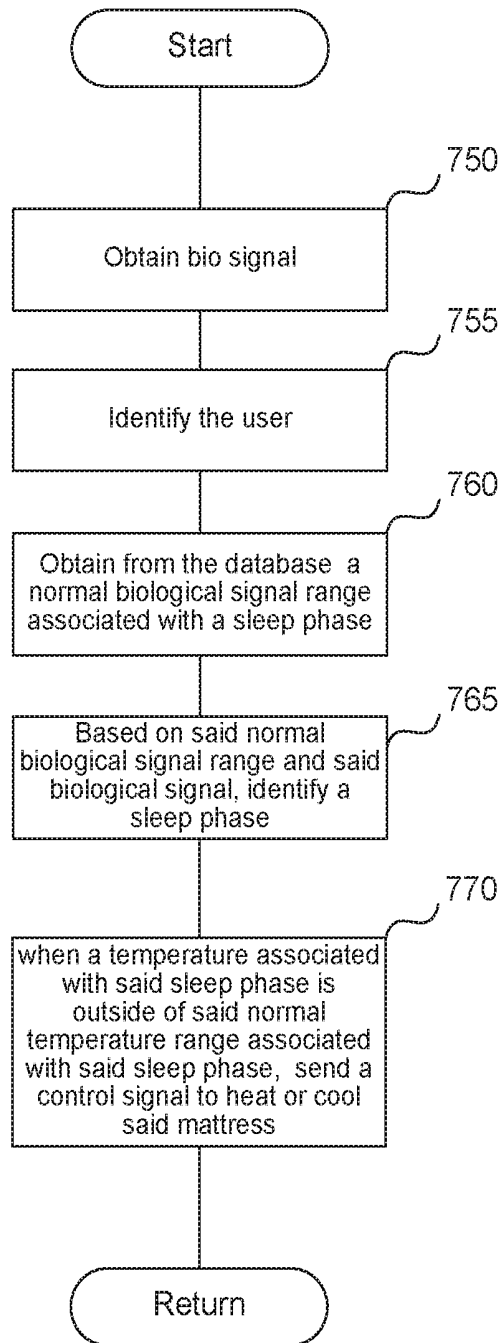 Start
750
Obtain bio signal
755
Identify the user
760
Obtain from the database a
normal biological signal range
associated with a sleep phase
765
Based on said normal
biological signal range and said
biological signal, identify a
sleep phase
770
when a temperature associated
with said sleep phase is
outside of said normal
temperature range associated
with said sleep phase, send a
control signal to heat or cool
said mattress
Return